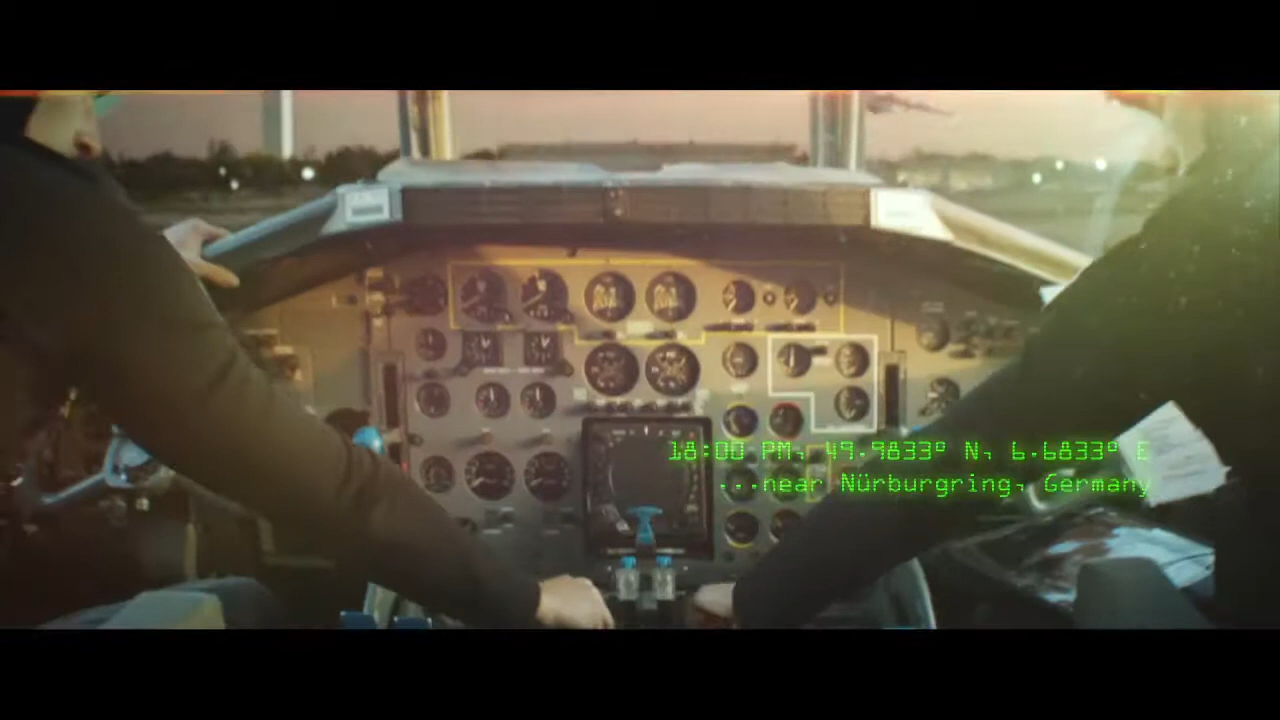 18:00 PM, 49.9833° N, 6.6833° E
...near Nürburgring, Germany